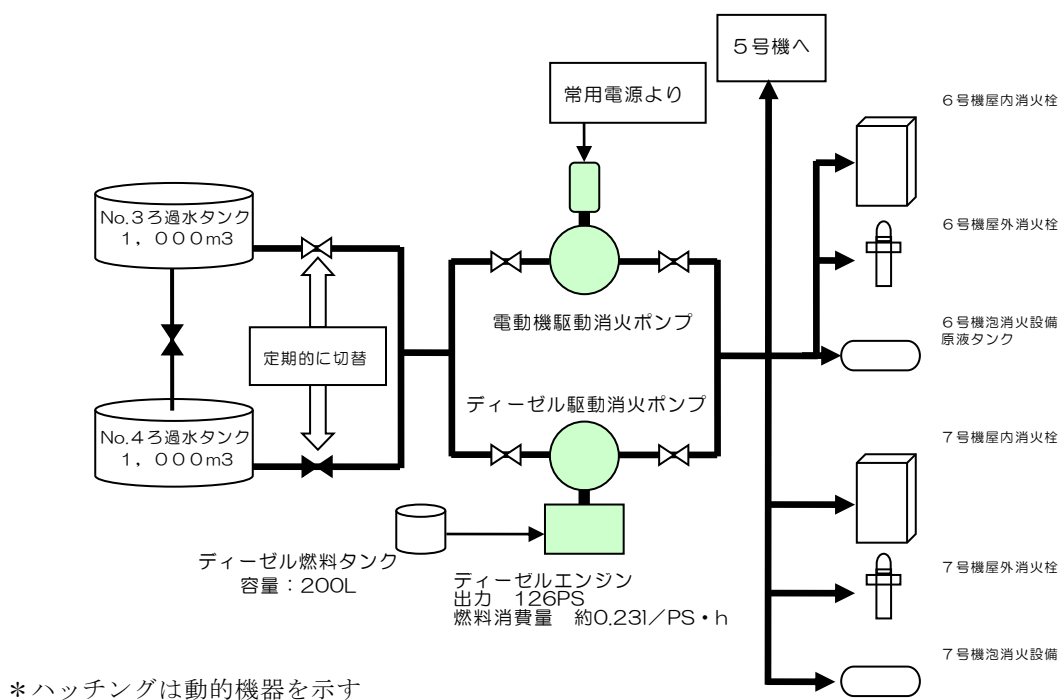 5号機へ
常用電源より
No.3ろ過水タンク
1，000m3
定期的に切替
No.4ろ過水タンク
1，000m3
電動機駆動消火ポンプ
ディーゼル駆動消火ポンプ
ディーゼル燃料タンク
容量：200L
ディーゼルエンジン
出力　126PS
燃料消費量　約0.23l／PS・h
6号機屋内消火栓
6号機屋外消火栓
6号機泡消火設備
原液タンク
7号機屋内消火栓
7号機屋外消火栓
7号機泡消火設備
＊ハッチングは動的機器を示す